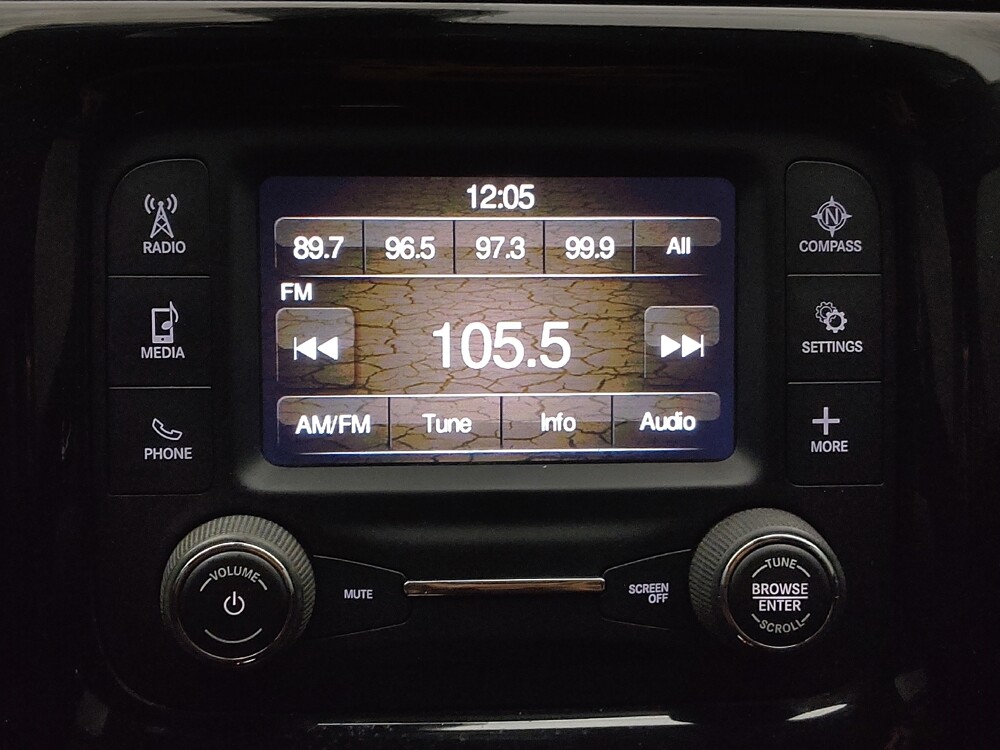 12:05
89.7 96.5 97.3 99.9 All
FM
105.5
AM/FM Tune Info Audio
RADIO
MEDIA
PHONE
N
COMPASS
SETTINGS
MORE
VOLUME
MUTE
SCREEN
OFF
TUNE
BROWSE
ENTER
SCROLL